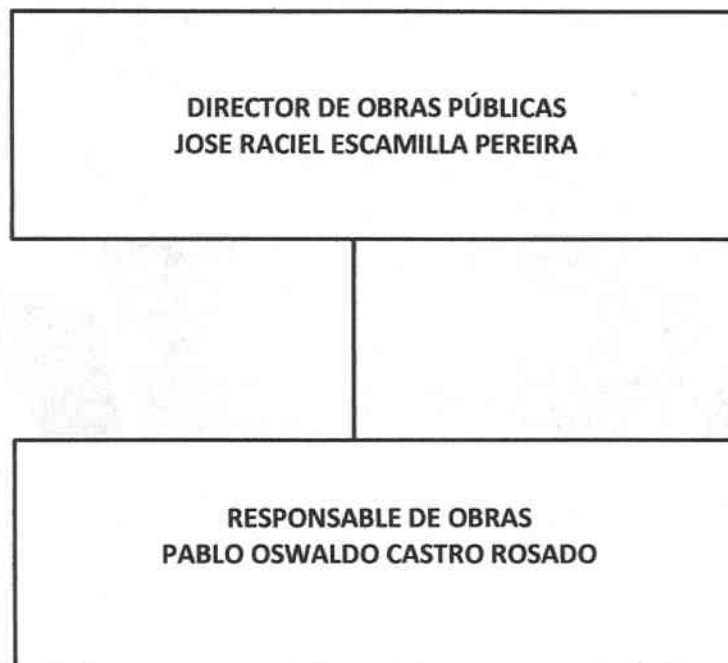 DIRECTOR DE OBRAS PÚBLICAS
JOSE RACIEL ESCAMILLA PEREIRA
RESPONSABLE DE OBRAS
PABLO OSWALDO CASTRO ROSADO